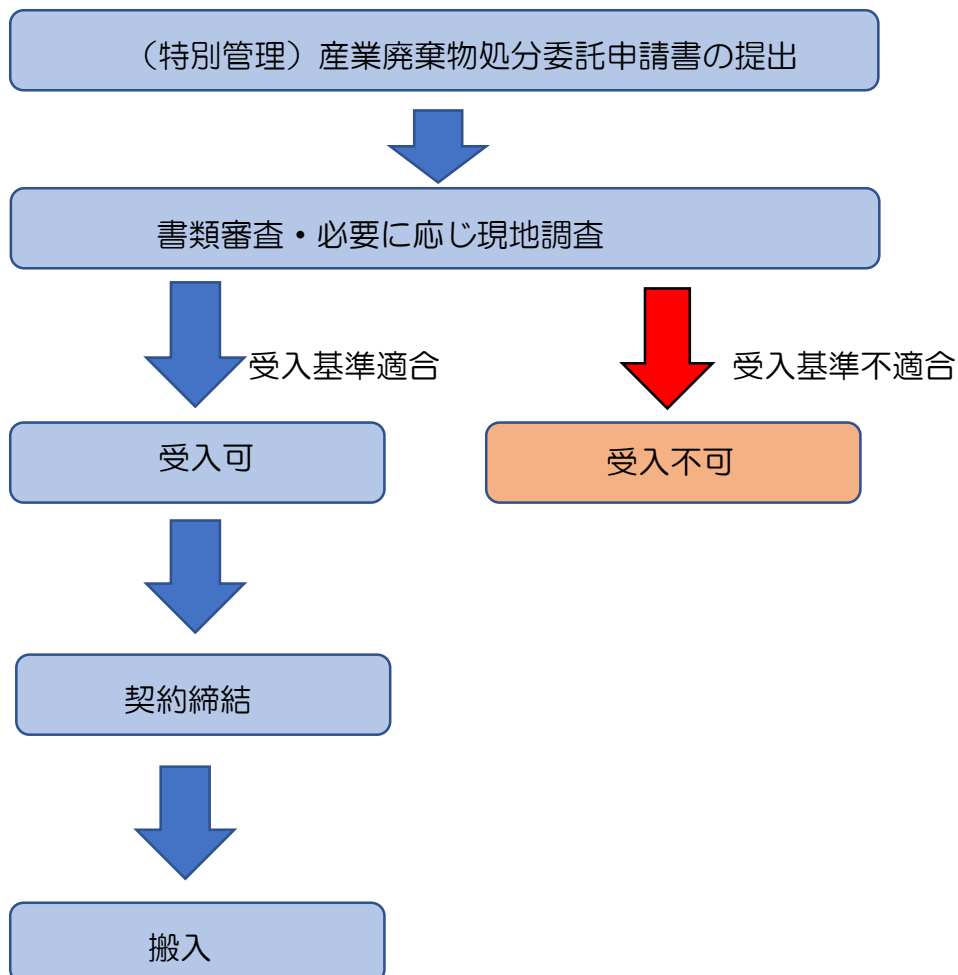 （特別管理）産業廃棄物処分委託申請書の提出
書類審査・必要に応じ現地調査
受入基準適合
受入基準不適合
受入可
受入不可
契約締結
搬入